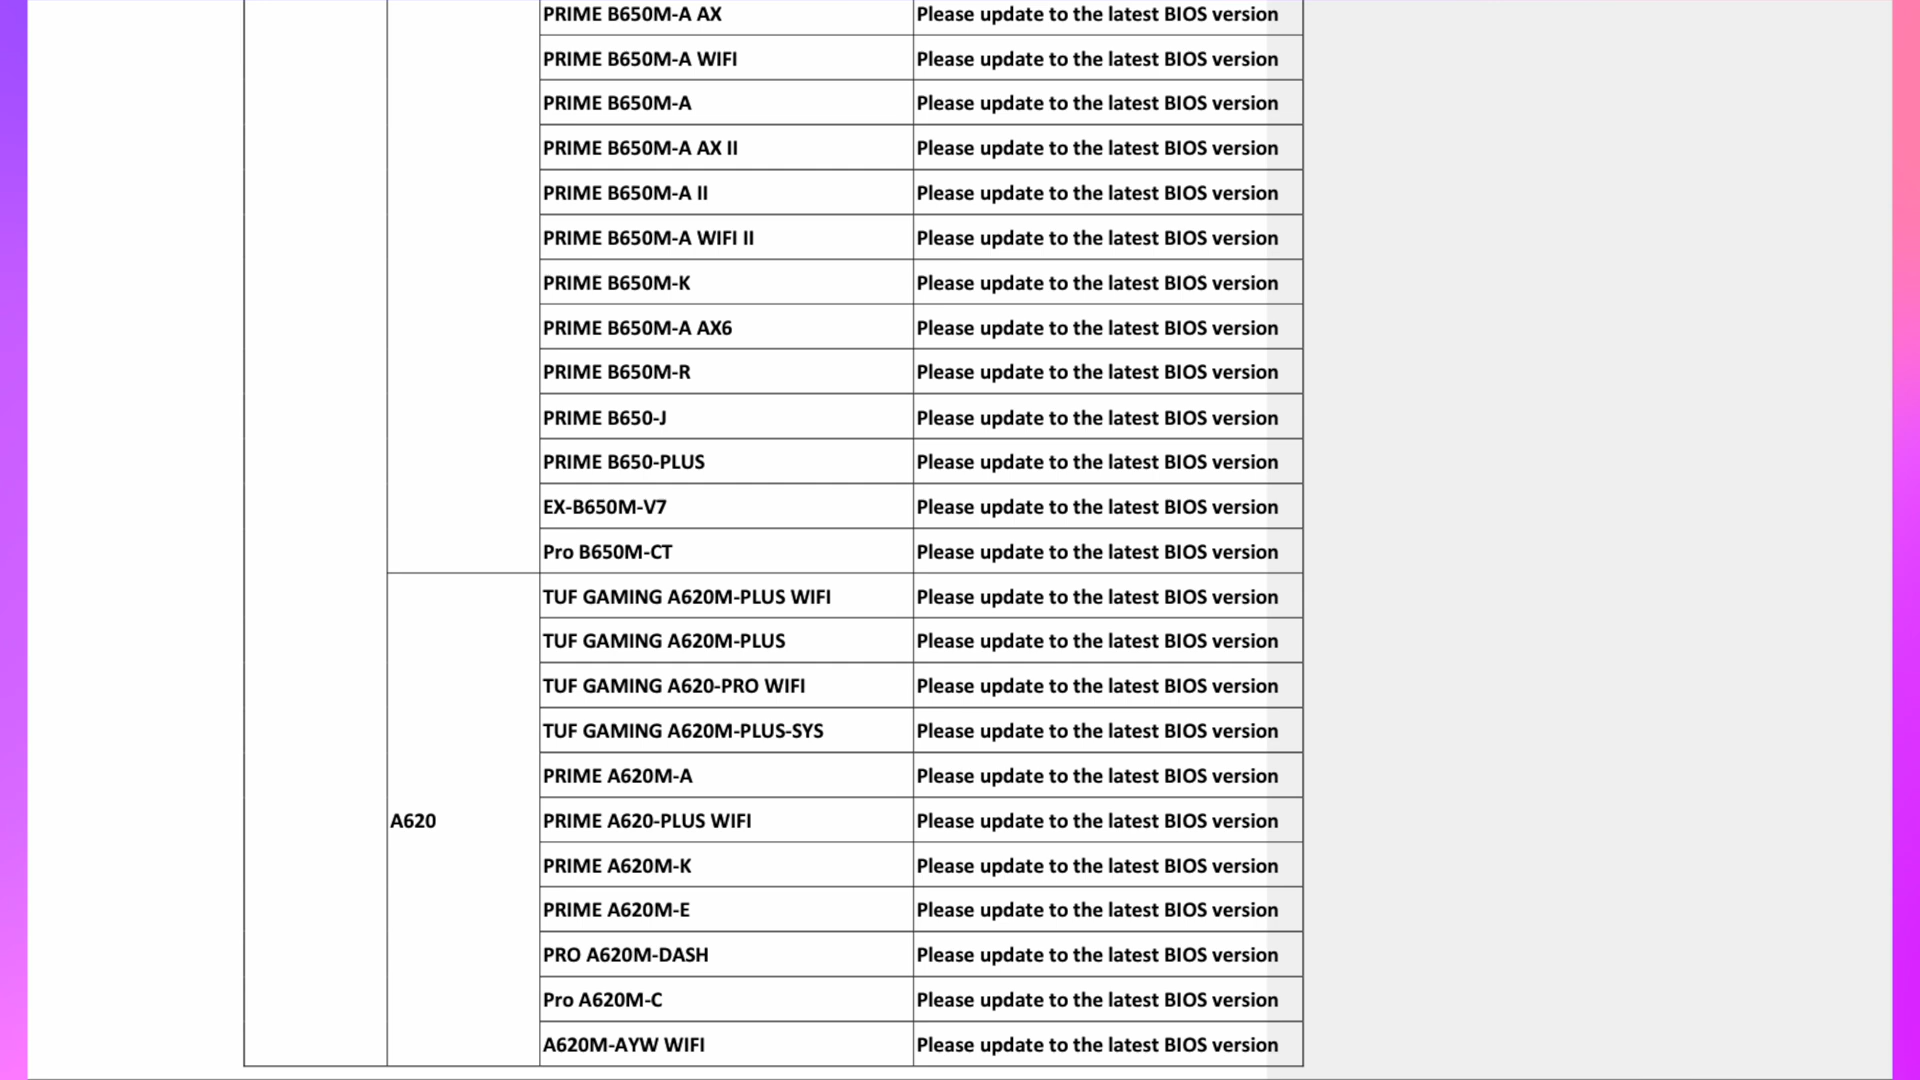 PRIME B650M-A AX Please update to the latest BIOS version
PRIME B650M-A WIFI Please update to the latest BIOS version
PRIME B650M-A Please update to the latest BIOS version
PRIME B650M-A AX II Please update to the latest BIOS version
PRIME B650M-A II Please update to the latest BIOS version
PRIME B650M-A WIFI II Please update to the latest BIOS version
PRIME B650M-K Please update to the latest BIOS version
PRIME B650M-A AX6 Please update to the latest BIOS version
PRIME B650M-R Please update to the latest BIOS version
PRIME B650-J Please update to the latest BIOS version
PRIME B650-PLUS Please update to the latest BIOS version
EX-B650M-V7 Please update to the latest BIOS version
Pro B650M-CT Please update to the latest BIOS version
TUF GAMING A620M-PLUS WIFI Please update to the latest BIOS version
TUF GAMING A620M-PLUS Please update to the latest BIOS version
TUF GAMING A620-PRO WIFI Please update to the latest BIOS version
TUF GAMING A620M-PLUS-SYS Please update to the latest BIOS version
PRIME A620M-A Please update to the latest BIOS version
A620 PRIME A620-PLUS WIFI Please update to the latest BIOS version
PRIME A620M-K Please update to the latest BIOS version
PRIME A620M-E Please update to the latest BIOS version
PRO A620M-DASH Please update to the latest BIOS version
Pro A620M-C Please update to the latest BIOS version
A620M-AYW WIFI Please update to the latest BIOS version